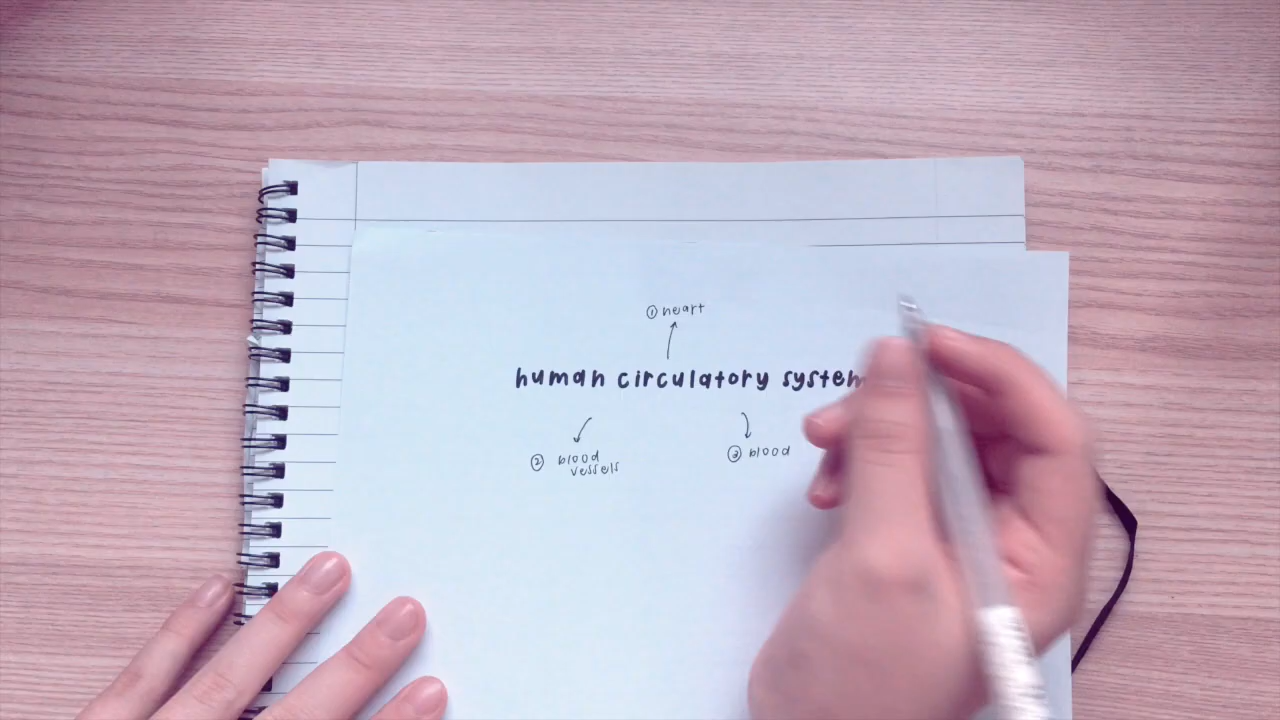 ① heart
human circulatory system
② blood
vessels
③ blood